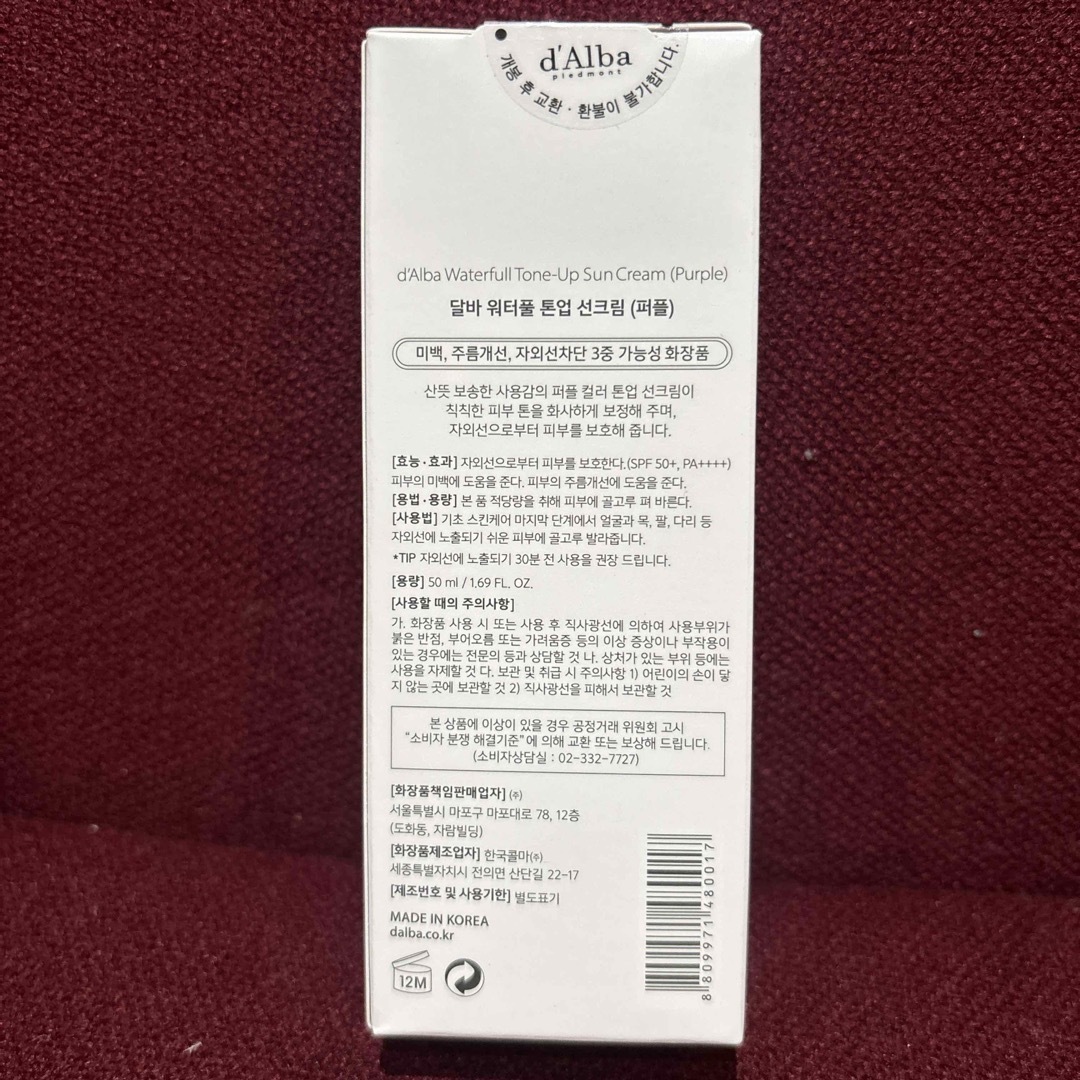 d'Alba
piedmont
개봉 후 교환 · 환불이 불가합니다.
d'Alba Waterfull Tone-Up Sun Cream (Purple)
달바 워터풀 톤업 선크림 (퍼플)
미백, 주름개선, 자외선차단 3중 기능성 화장품
산뜻 보송한 사용감의 퍼플 컬러 톤업 선크림이
칙칙한 피부 톤을 화사하게 보정해 주며,
자외선으로부터 피부를 보호해 줍니다.
[효능·효과] 자외선으로부터 피부를 보호한다.(SPF 50+, PA++++)
피부의 미백에 도움을 준다. 피부의 주름개선에 도움을 준다.
[용법·용량] 본 품 적당량을 취해 피부에 골고루 펴 바른다.
[사용법] 기초 스킨케어 마지막 단계에서 얼굴과 목, 팔, 다리 등
자외선에 노출되기 쉬운 피부에 골고루 발라줍니다.
*TIP 자외선에 노출되기 30분 전 사용을 권장 드립니다.
[용량] 50 ml / 1.69 FL. OZ.
[사용할 때의 주의사항]
가. 화장품 사용 시 또는 사용 후 직사광선에 의하여 사용부위가
붉은 반점, 부어오름 또는 가려움증 등의 이상 증상이나 부작용이
있는 경우에는 전문의 등과 상담할 것 나. 상처가 있는 부위 등에는
사용을 자제할 것 다. 보관 및 취급 시 주의사항 1) 어린이의 손이 닿
지 않는 곳에 보관할 것 2) 직사광선을 피해서 보관할 것
본 상품에 이상이 있을 경우 공정거래 위원회 고시
"소비자 분쟁 해결기준"에 의해 교환 또는 보상해 드립니다.
(소비자상담실 : 02-332-7727)
[화장품책임판매업자] (주)
서울특별시 마포구 마포대로 78, 12층
(도화동, 자람빌딩)
[화장품제조업자] 한국콜마(주)
세종특별자치시 전의면 산단길 22-17
[제조번호 및 사용기한] 별도표기
MADE IN KOREA
dalba.co.kr
12M
8 809971 480017